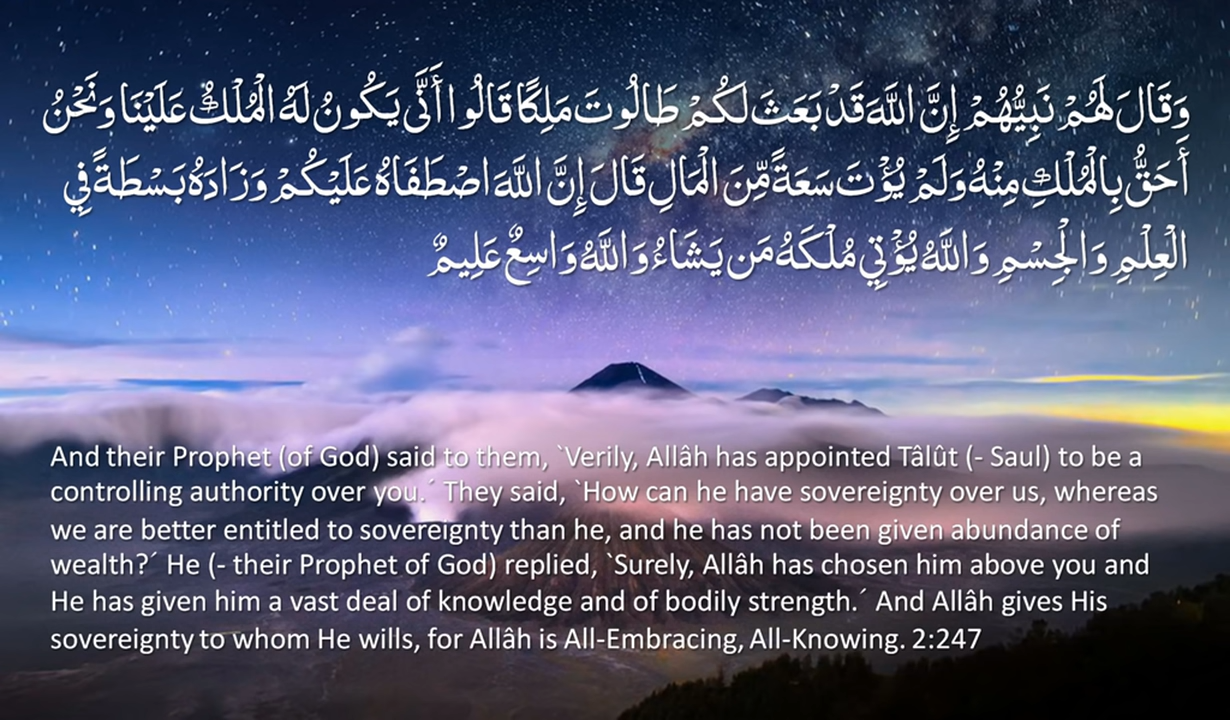 وَقَالَ لَهُمْ نَبِيُّهُمْ إِنَّ اللَّهَ قَدْ بَعَثَ لَكُمْ طَالُوتَ مَلِكًا قَالُوا أَنَّى يَكُونُ لَهُ الْمُلْكُ عَلَيْنَا وَنَحْنُ
أَحَقُّ بِالْمُلْكِ مِنْهُ وَلَمْ يُؤْتَ سَعَةً مِّنَ الْمَالِ قَالَ إِنَّ اللَّهَ اصْطَفَاهُ عَلَيْكُمْ وَزَادَهُ بَسْطَةً فِي
الْعِلْمِ وَالْجِسْمِ وَاللَّهُ يُؤْتِي مُلْكَهُ مَن يَشَاءُ وَاللَّهُ وَاسِعٌ عَلِيمٌ
And their Prophet (of God) said to them, `Verily, Allâh has appointed Tâlût (- Saul) to be a
controlling authority over you.´ They said, `How can he have sovereignty over us, whereas
we are better entitled to sovereignty than he, and he has not been given abundance of
wealth?´ He (- their Prophet of God) replied, `Surely, Allâh has chosen him above you and
He has given him a vast deal of knowledge and of bodily strength.´ And Allâh gives His
sovereignty to whom He wills, for Allâh is All-Embracing, All-Knowing. 2:247